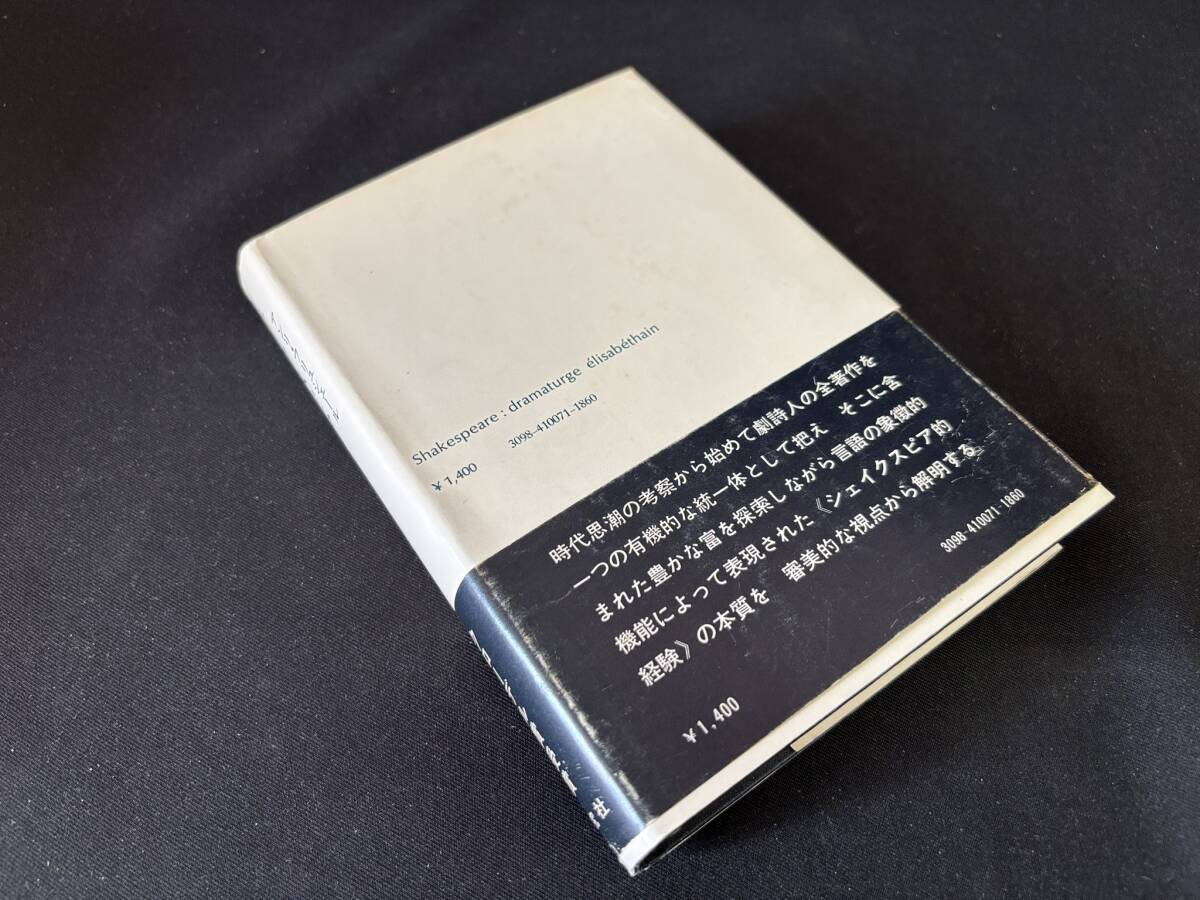 Shakespeare : dramaturge élisabéthain
¥1,400 3098-410071-1860
時代思潮の考察から始めて劇詩人の全著作を
一つの有機的な統一体として把え そこに含
まれた豊かな富を探索しながら言語の象徴的
機能によって表現された《シェイクスピア的
経験》の本質を 審美的な視点から解明する
3098-410071-1860
¥1,400
社